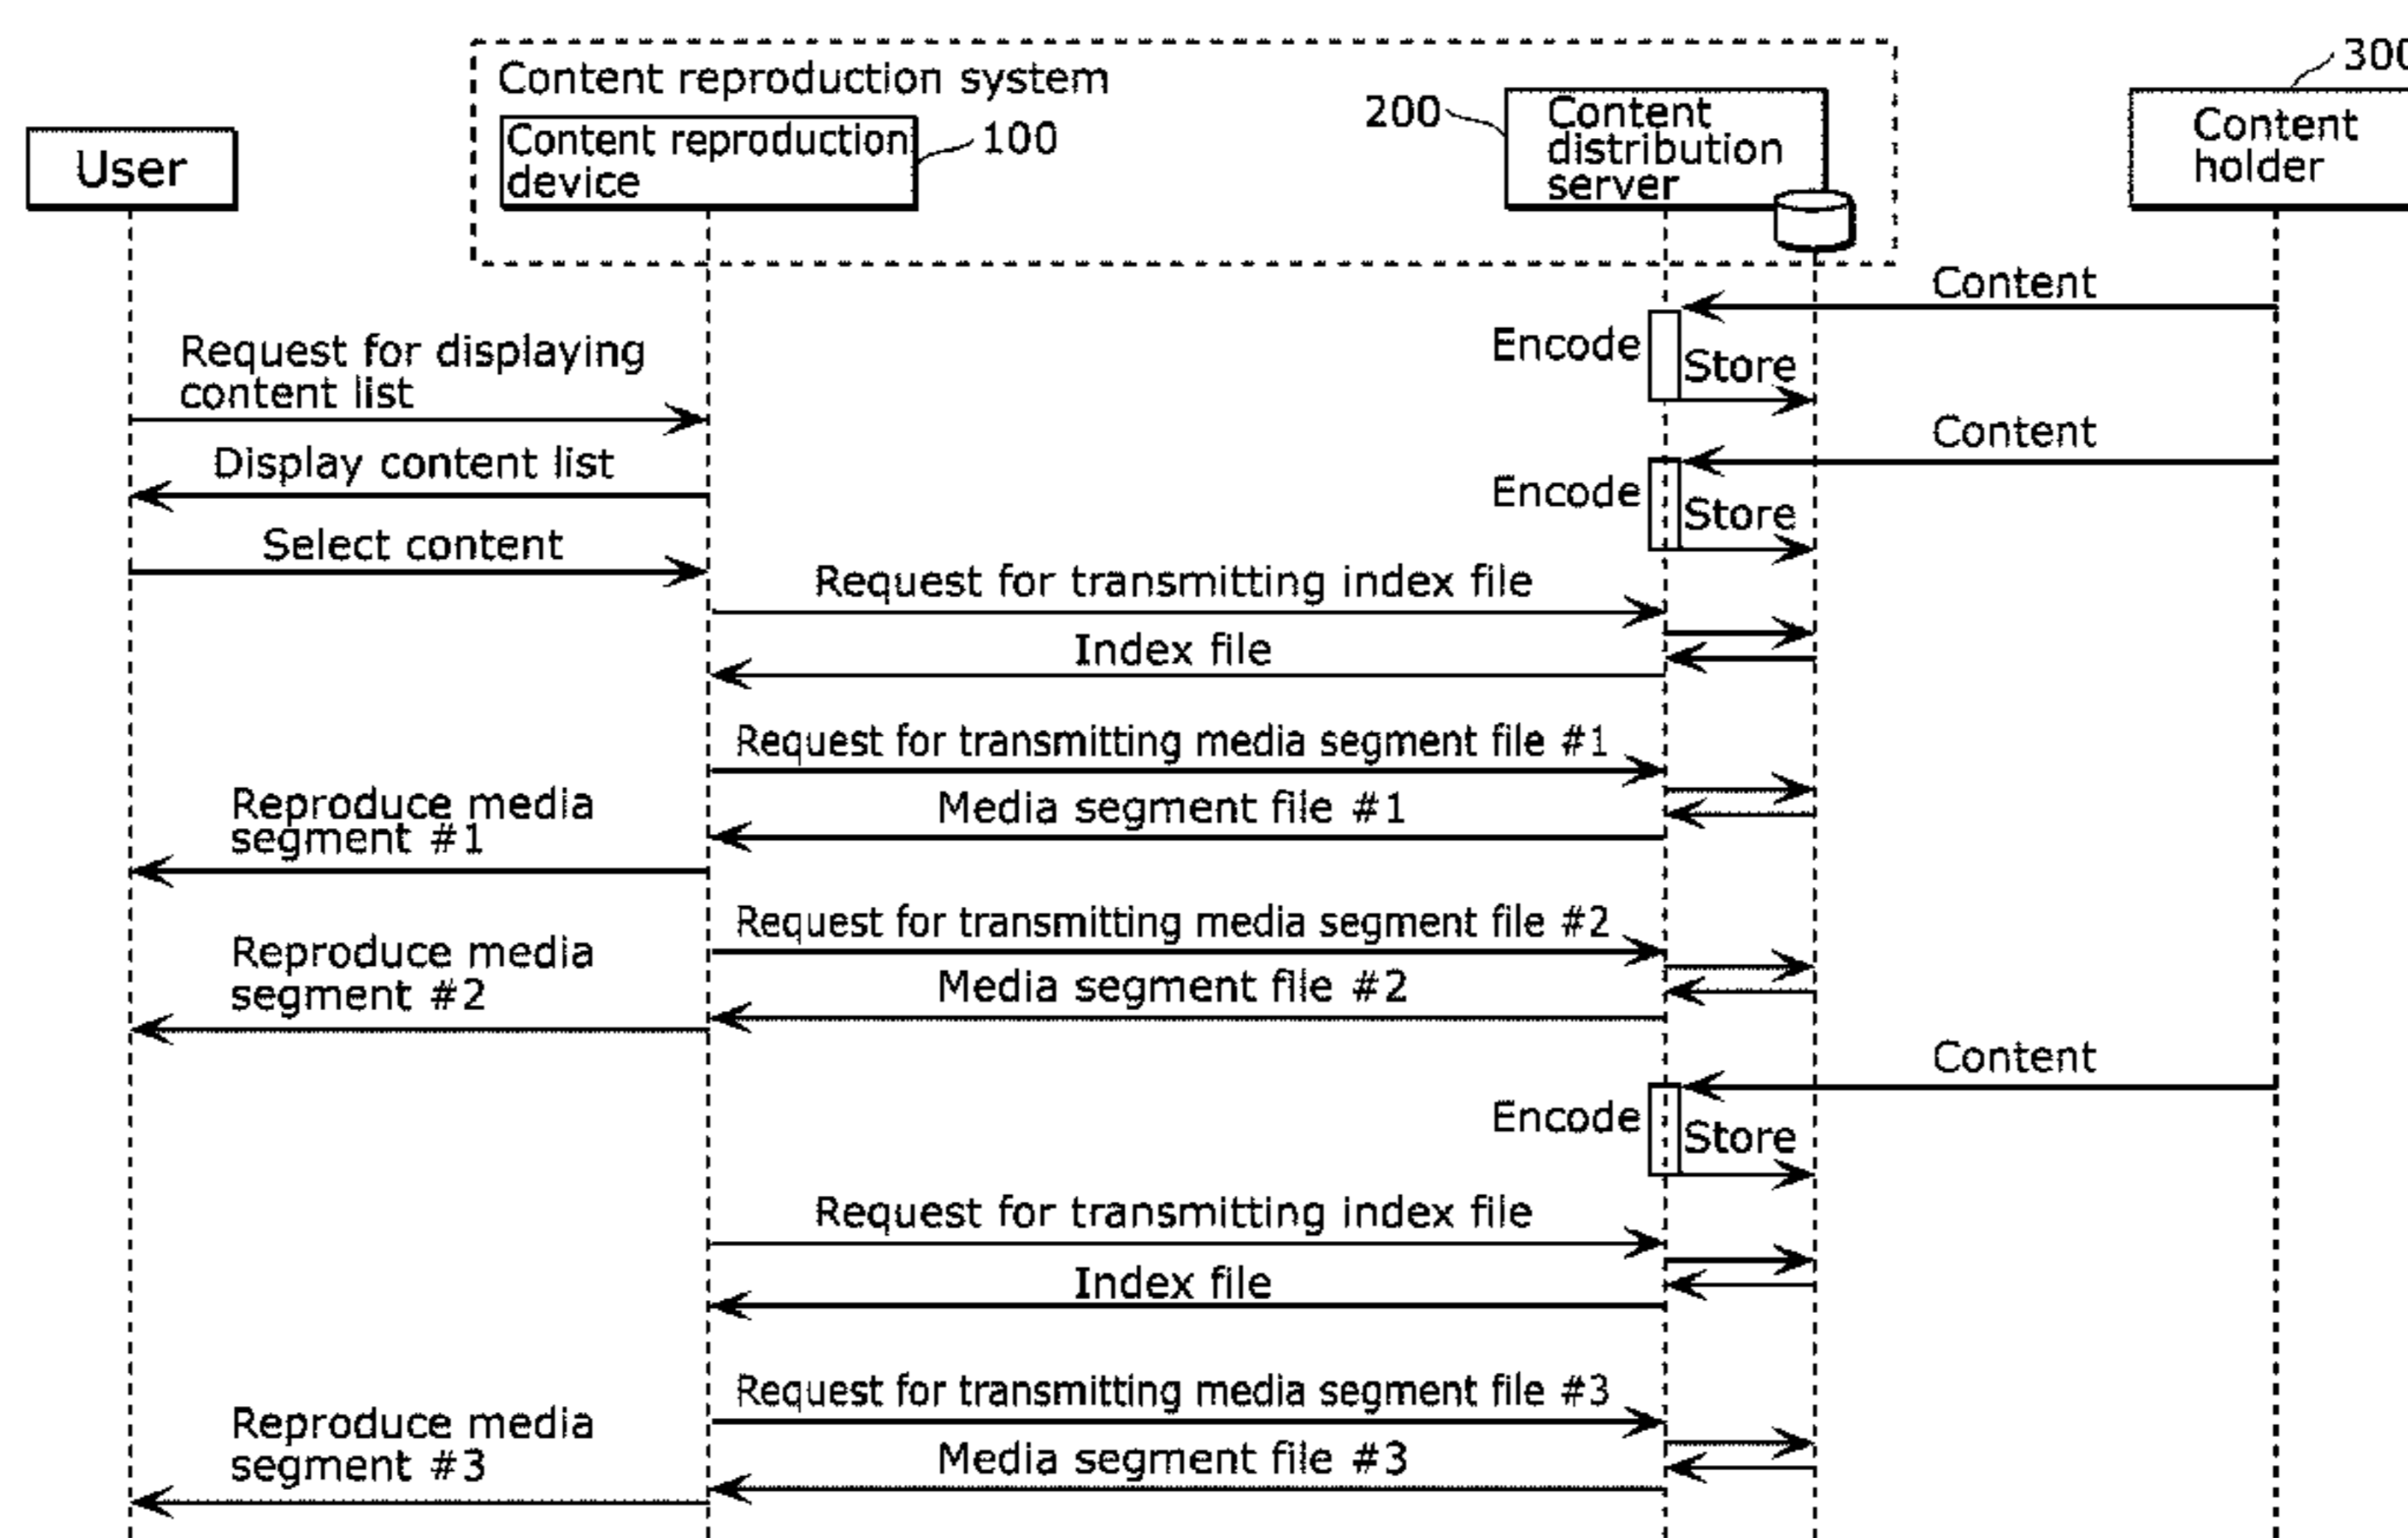 Content reproduction system
300
User
Content reproduction
device
100
200
Content
distribution
server
Content
holder
Content
Encode
Store
Request for displaying
content list
Content
Display content list
Encode
Store
Select content
Request for transmitting index file
Index file
Request for transmitting media segment file #1
Media segment file #1
Reproduce media
segment #1
Request for transmitting media segment file #2
Reproduce media
segment #2
Media segment file #2
Content
Encode
Store
Request for transmitting index file
Index file
Request for transmitting media segment file #3
Reproduce media
segment #3
Media segment file #3